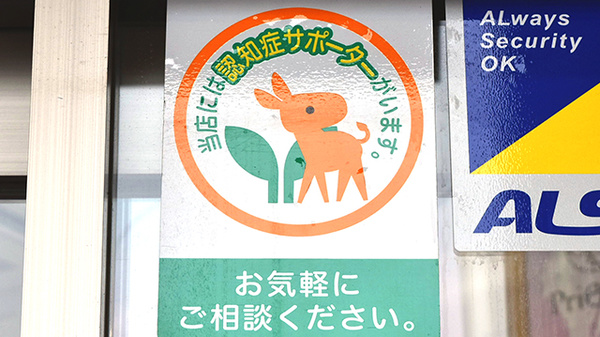 当店には認知症サポーターがいます。
お気軽に
ご相談ください。
ALways
Security
OK